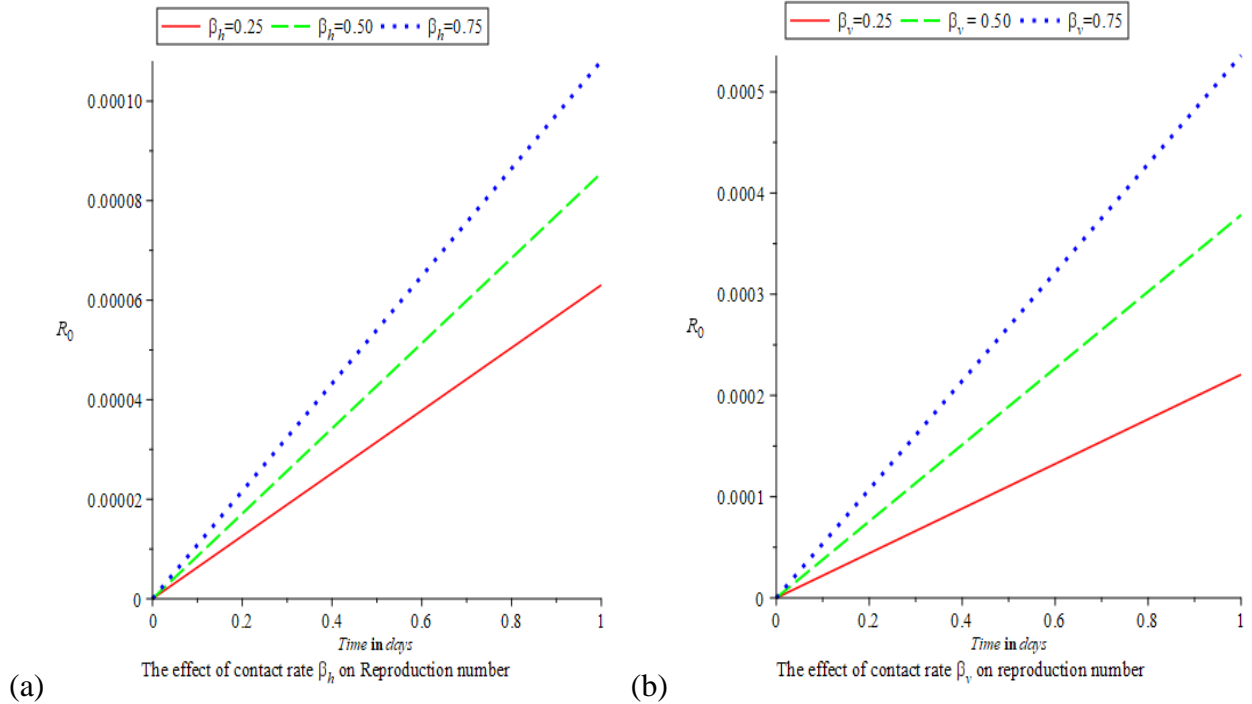 β_h=0.25 β_h=0.50 β_h=0.75
0.00010
0.00008
0.00006
R_0
0.00004
0.00002
0
0 0.2 0.4 0.6 0.8 1
Time in days
The effect of contact rate β_h on Reproduction number
(a)
β_v=0.25 β_v = 0.50 β_v=0.75
0.0005
0.0004
0.0003
R_0
0.0002
0.0001
0
0 0.2 0.4 0.6 0.8 1
Time in days
The effect of contact rate β_v on reproduction number
(b)